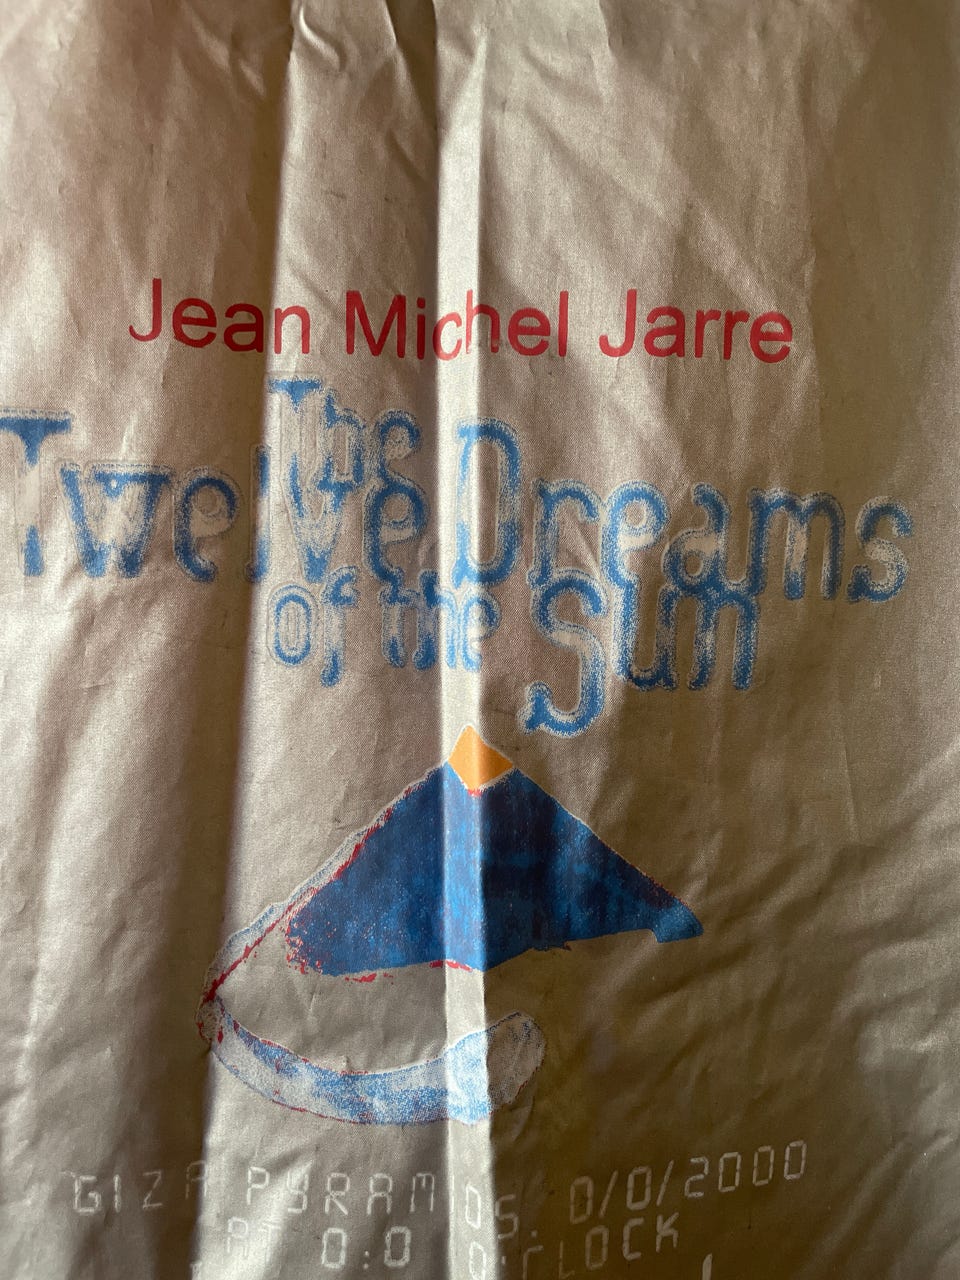 Jean Michel Jarre
The
Twelve Dreams
of the Sun
GIZA PYRAMIDS. 0/0/2000
AT 0:0 O'CLOCK